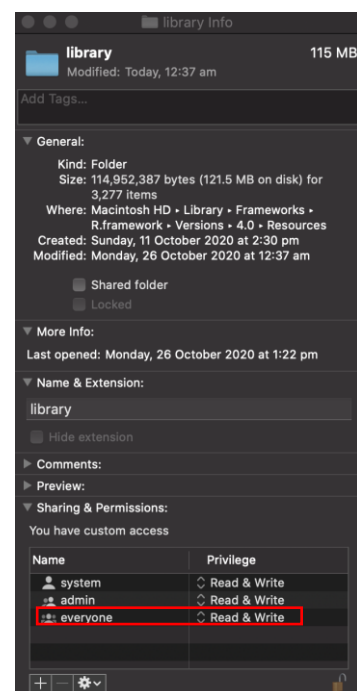 library Info
library 115 MB
Modified: Today, 12:37 am
Add Tags...
General:
Kind: Folder
Size: 114,952,387 bytes (121.5 MB on disk) for
3,277 items
Where: Macintosh HD ▸ Library ▸ Frameworks ▸
R.framework ▸ Versions ▸ 4.0 ▸ Resources
Created: Sunday, 11 October 2020 at 2:30 pm
Modified: Monday, 26 October 2020 at 12:37 am
Shared folder
Locked
More Info:
Last opened: Monday, 26 October 2020 at 1:22 pm
Name & Extension:
library
Hide extension
Comments:
Preview:
Sharing & Permissions:
You have custom access
Name Privilege
system Read & Write
admin Read & Write
everyone Read & Write